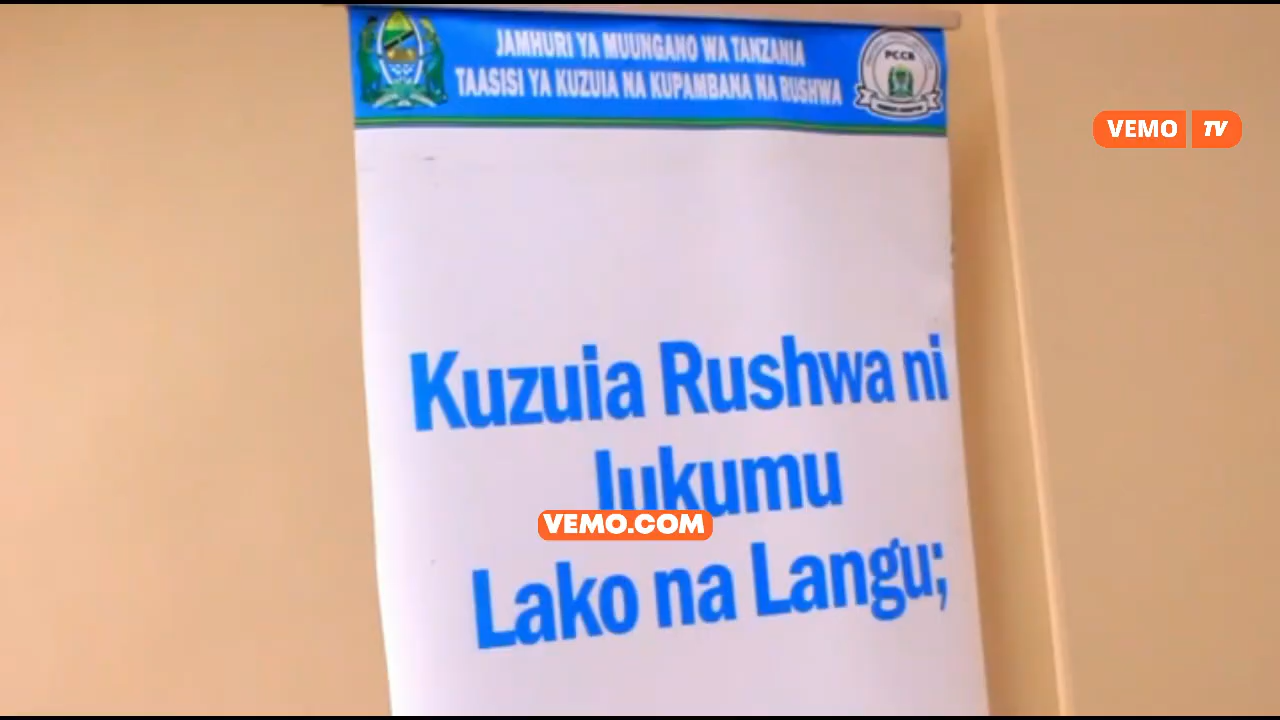 JAMHURI YA MUUNGANO WA TANZANIA
TAASISI YA KUZUIA NA KUPAMBANA NA RUSHWA
PCCB
VEMO TV
Kuzuia Rushwa ni
Jukumu
VEMO.COM
Lako na Langu;